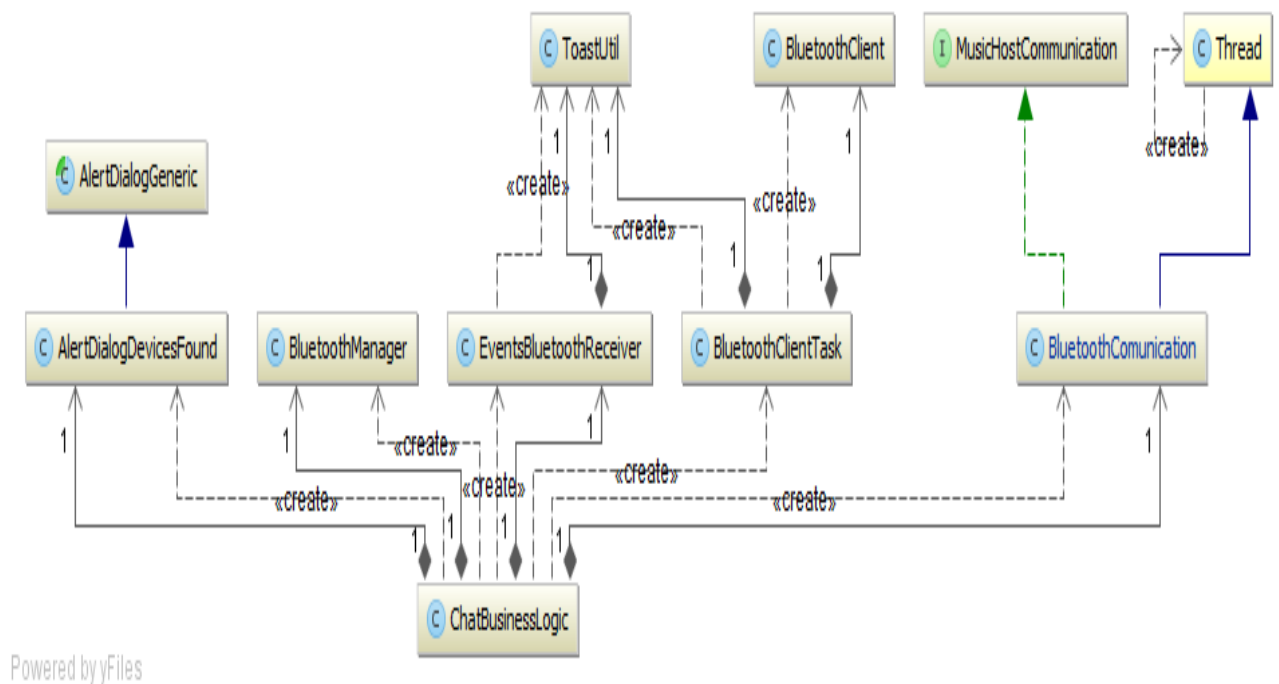 C ToastUtil
C BluetoothClient
I MusicHostCommunication
C Thread
1
1
1
«create»
C AlertDialogGeneric
«create»
«create»
«create»
1
1
1
C AlertDialogDevicesFound
C BluetoothManager
C EventsBluetoothReceiver
C BluetoothClientTask
C BluetoothComunication
1
1
1
1
«create»
«create»
«create»
«create»
«create»
1
1
1
1
C ChatBusinessLogic
Powered by yFiles